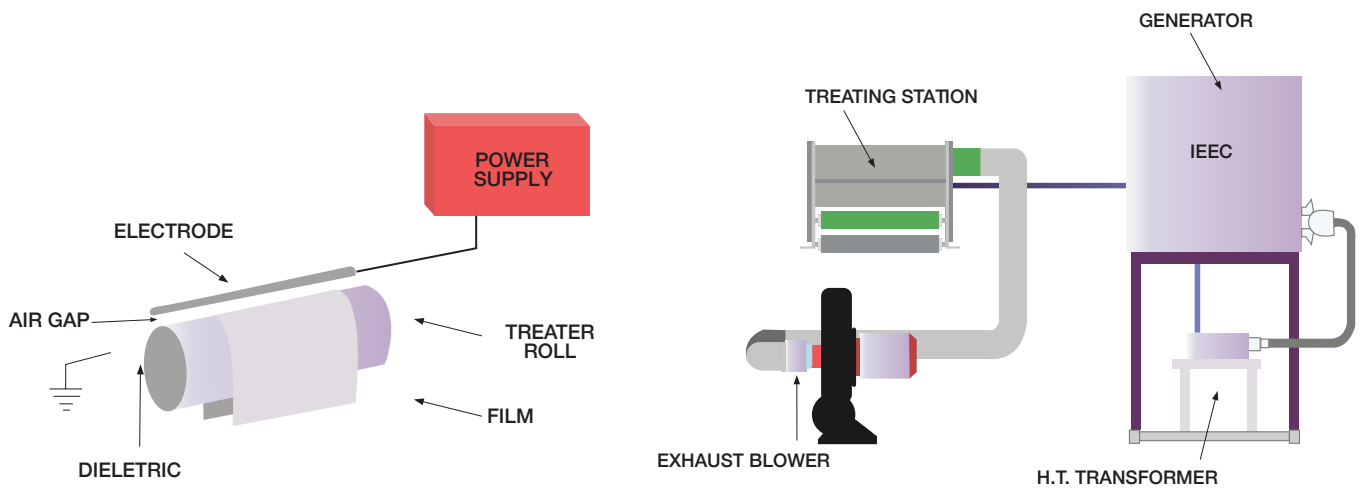 POWER
SUPPLY
ELECTRODE
AIR GAP
TREATER
ROLL
FILM
DIELETRIC
GENERATOR
TREATING STATION
IEEC
EXHAUST BLOWER
H.T. TRANSFORMER